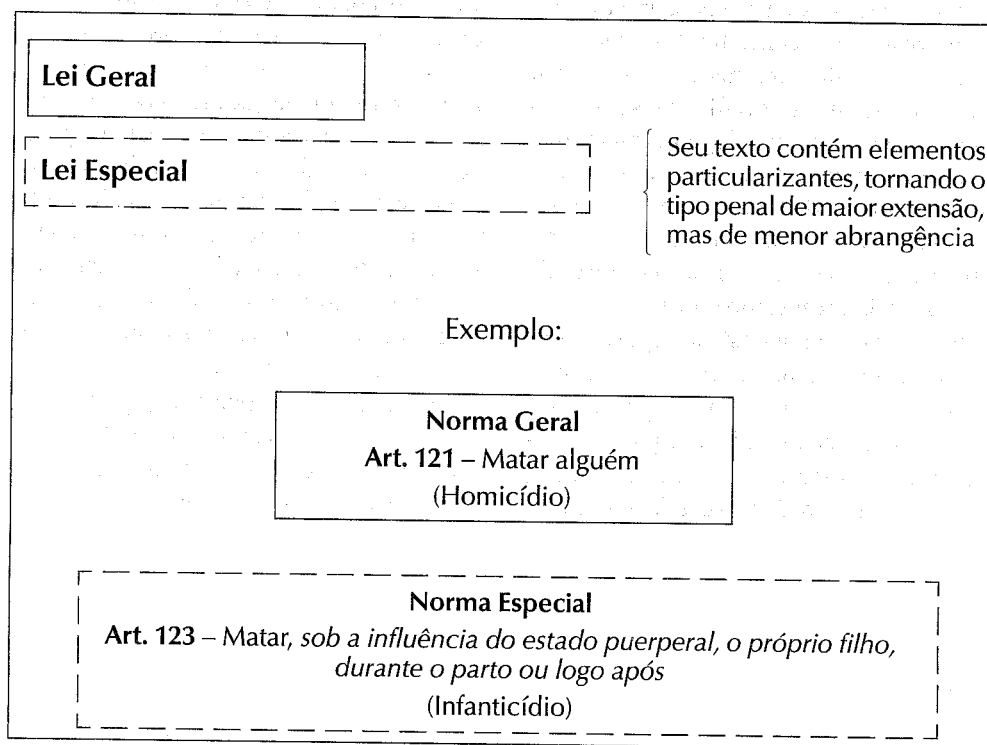 Lei Geral
Lei Especial
Seu texto contém elementos
particularizantes, tornando o
tipo penal de maior extensão,
mas de menor abrangência
Exemplo:
Norma Geral
Art. 121 – Matar alguém
(Homicídio)
Norma Especial
Art. 123 – Matar, sob a influência do estado puerperal, o próprio filho,
durante o parto ou logo após
(Infanticídio)